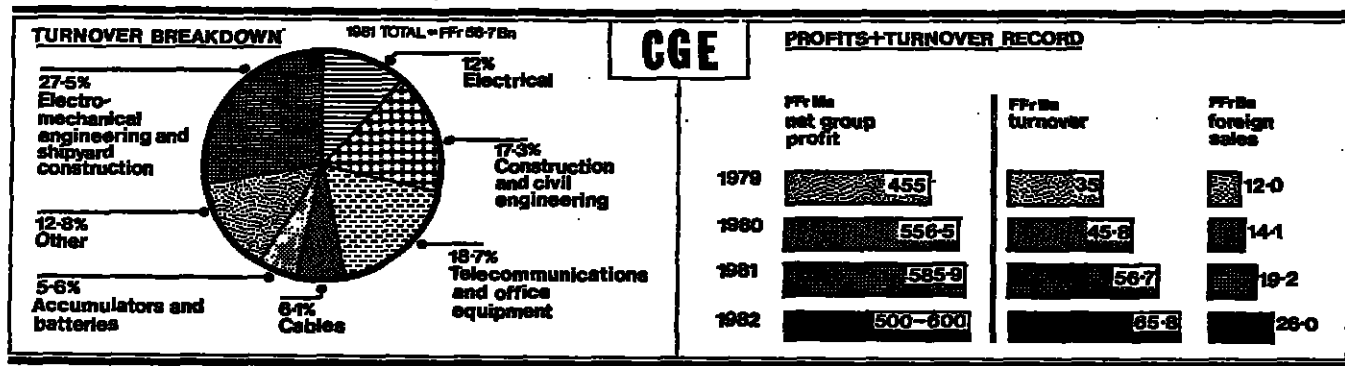 TURNOVER BREAKDOWN
1981 TOTAL = FFr 56·7 Bn
27·5%
Electro-
mechanical
engineering and
shipyard
construction
12·8%
Other
5·6%
Accumulators and
batteries
6·1%
Cables
12%
Electrical
17·3%
Construction
and civil
engineering
18·7%
Telecommunications
and office
equipment
CGE
PROFITS+TURNOVER RECORD
FFr Mn
net group
profit
FFr Bn
turnover
FFr Bn
foreign
sales
1979 455 35 12·0
1980 556·5 45·8 14·1
1981 585·9 56·7 19·2
1982 500–600 65·8 26·0